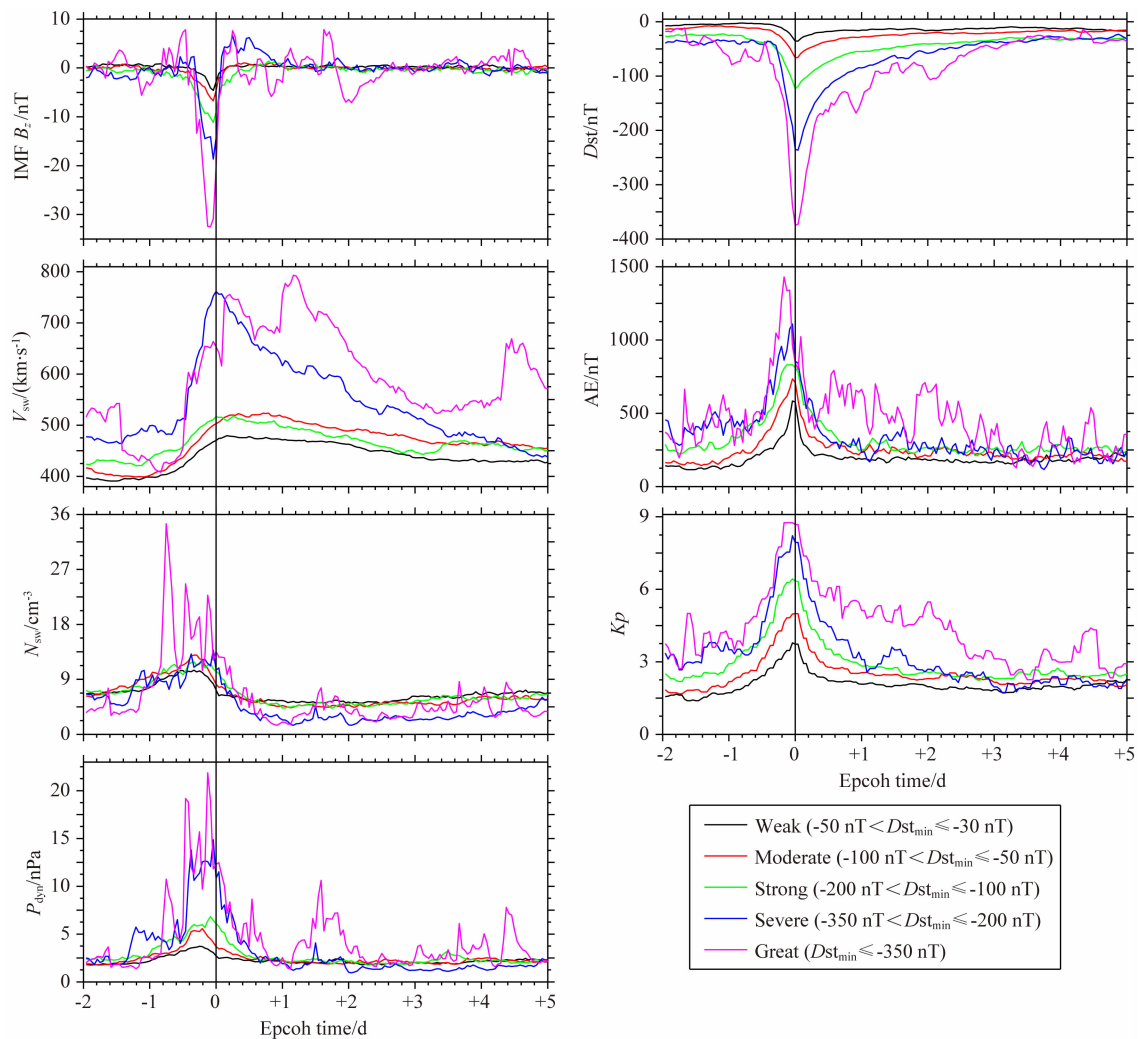 IMF Bz/nT
10
0
-10
-20
-30
Vsw/(km·s⁻¹)
800
700
600
500
400
Nsw/cm⁻³
36
27
18
9
0
Pdyn/nPa
20
15
10
5
0
-2 -1 0 +1 +2 +3 +4 +5
Epcoh time/d
Dst/nT
0
-100
-200
-300
-400
AE/nT
1500
1000
500
0
Kp
9
6
3
0
-2 -1 0 +1 +2 +3 +4 +5
Epcoh time/d
Weak (-50 nT<Dstmin≤-30 nT)
Moderate (-100 nT<Dstmin≤-50 nT)
Strong (-200 nT<Dstmin≤-100 nT)
Severe (-350 nT<Dstmin≤-200 nT)
Great (Dstmin≤-350 nT)